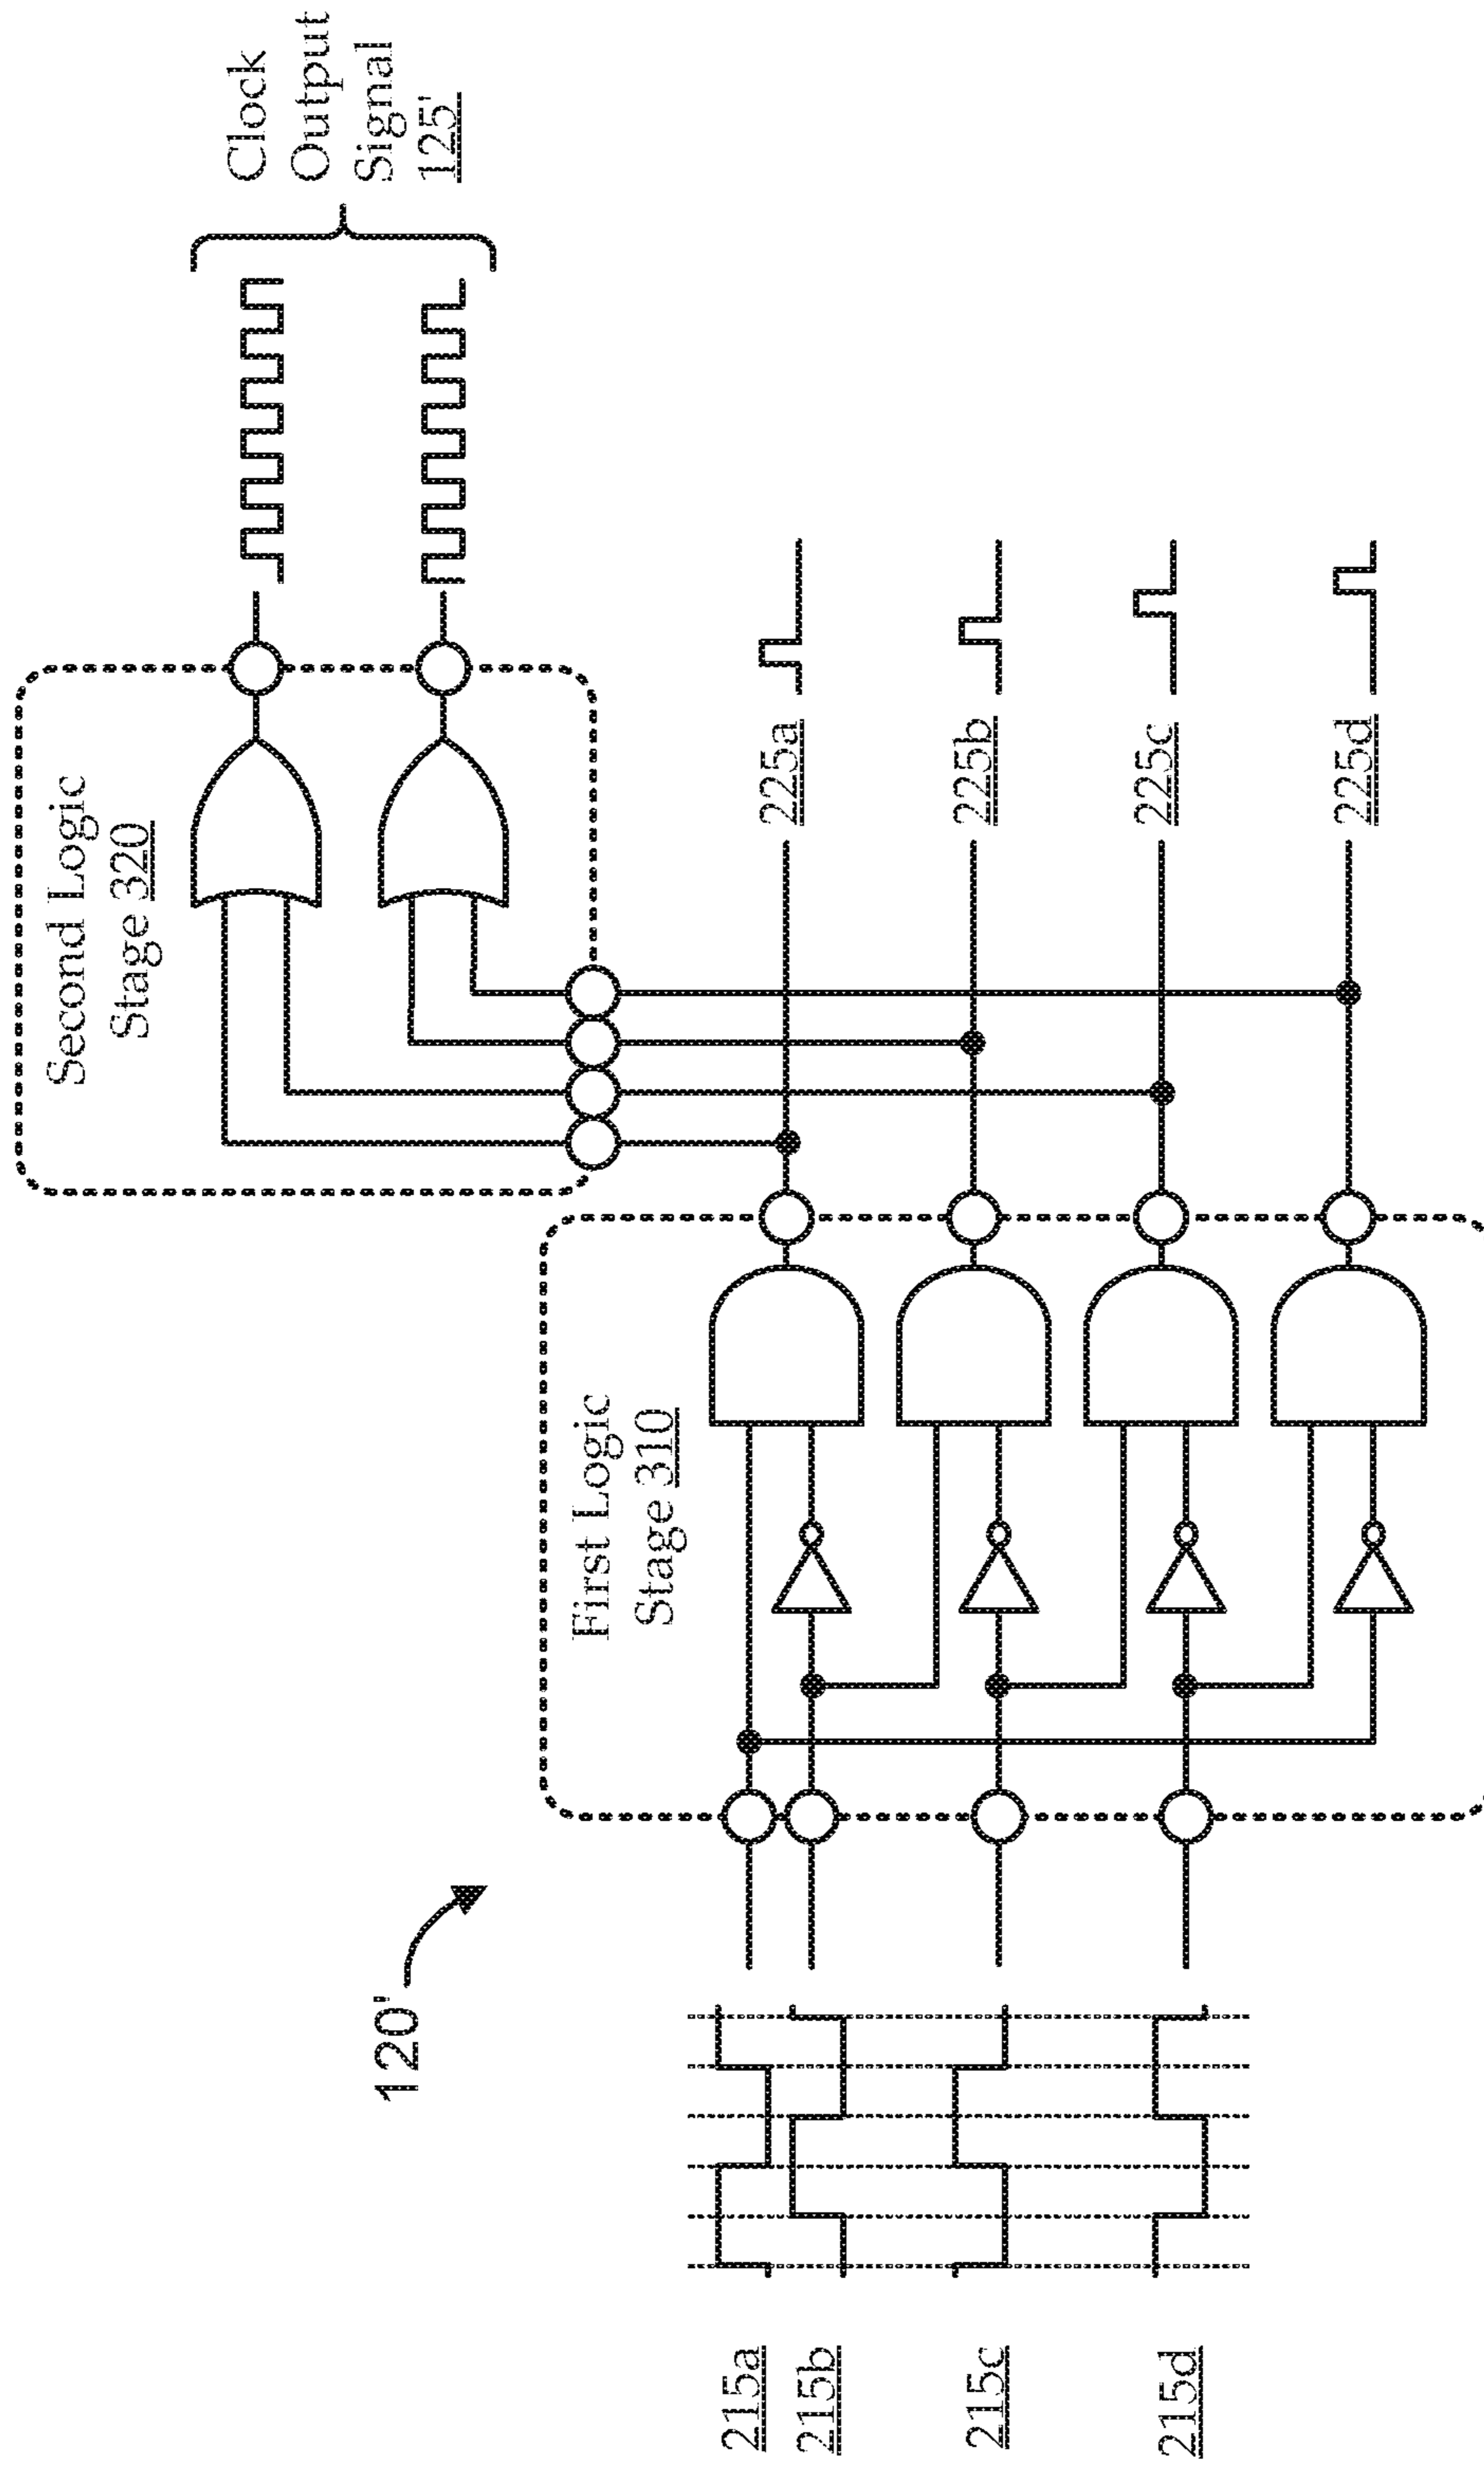 120'
Second Logic
Stage 320
Clock
Output
Signal
125'
First Logic
Stage 310
215a
215b
215c
215d
225a
225b
225c
225d